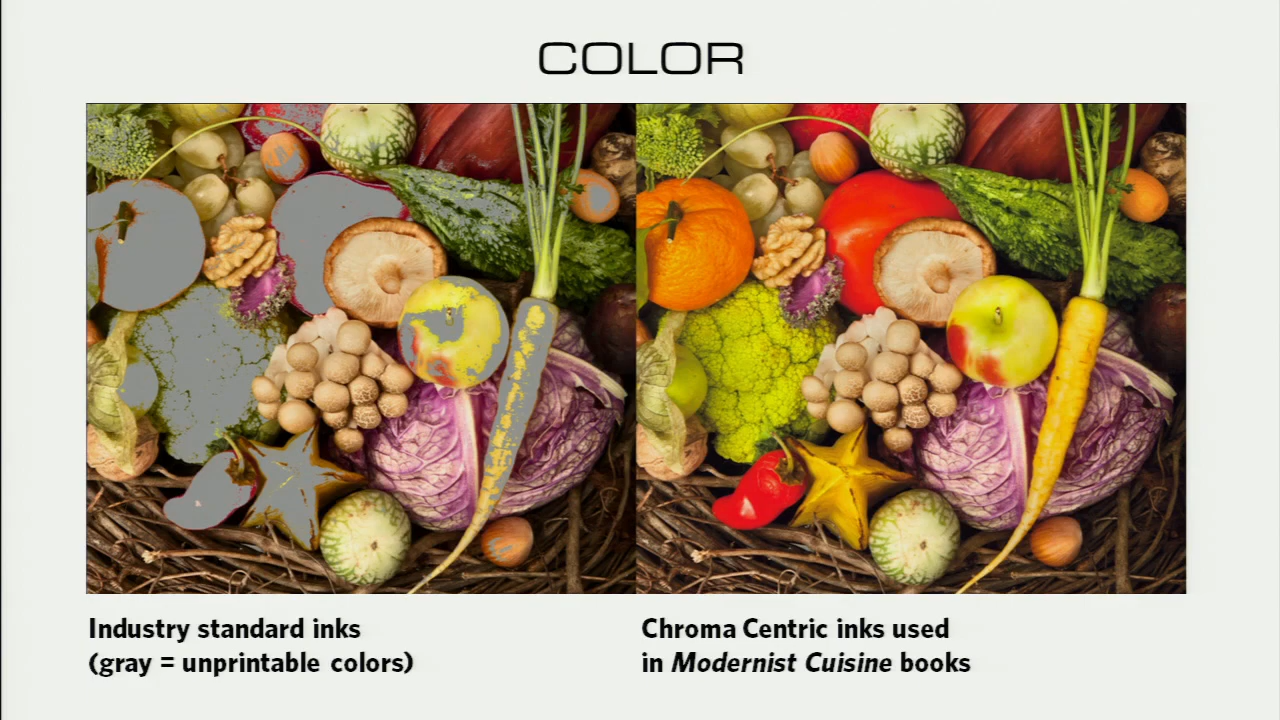 COLOR
Industry standard inks
(gray = unprintable colors)
Chroma Centric inks used
in Modernist Cuisine books